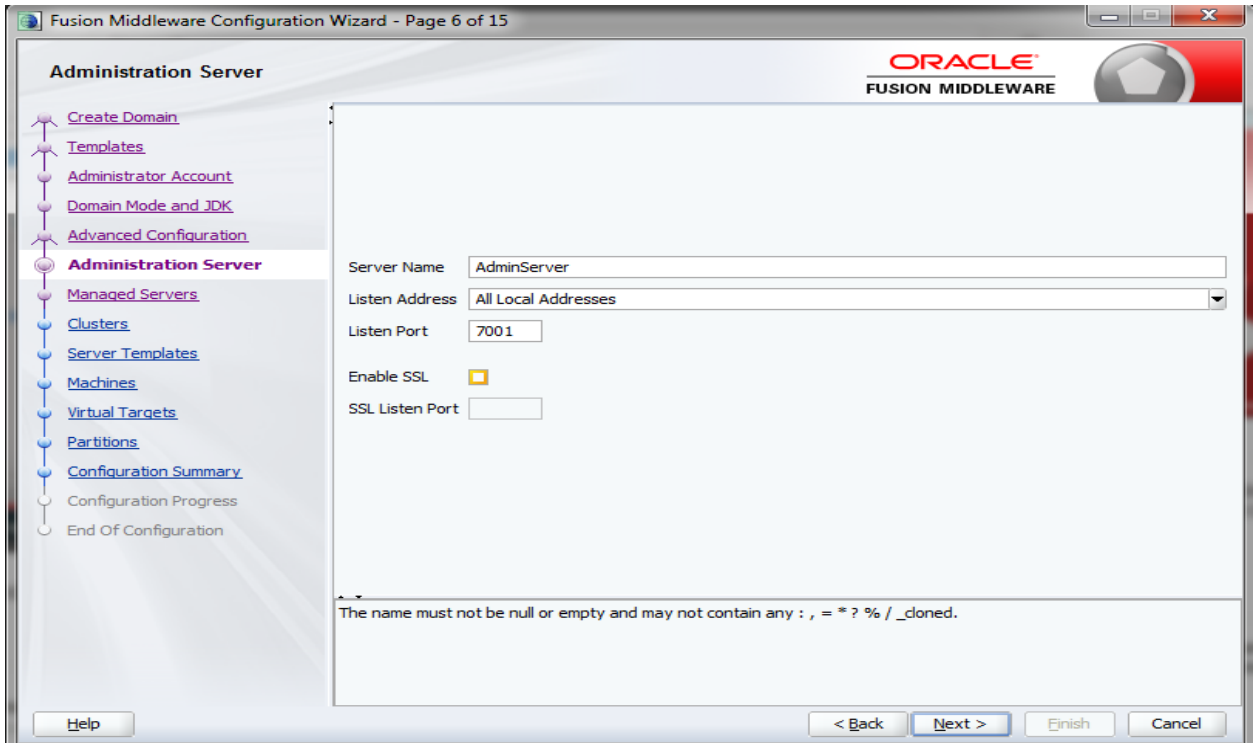 Fusion Middleware Configuration Wizard - Page 6 of 15
Administration Server
ORACLE
FUSION MIDDLEWARE
Create Domain
Templates
Administrator Account
Domain Mode and JDK
Advanced Configuration
Administration Server
Managed Servers
Clusters
Server Templates
Machines
Virtual Targets
Partitions
Configuration Summary
Configuration Progress
End Of Configuration
Server Name AdminServer
Listen Address All Local Addresses
Listen Port 7001
Enable SSL
SSL Listen Port
The name must not be null or empty and may not contain any : , = * ? % / _cloned.
Help < Back Next > Finish Cancel